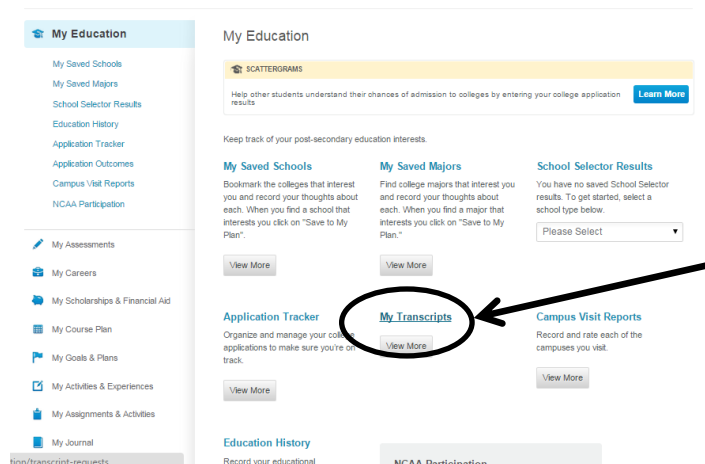 My Education
My Saved Schools
My Saved Majors
School Selector Results
Education History
Application Tracker
Application Outcomes
Campus Visit Reports
NCAA Participation
My Assessments
My Careers
My Scholarships & Financial Aid
My Course Plan
My Goals & Plans
My Activities & Experiences
My Assignments & Activities
My Journal
tion/transcript-requests
My Education
SCATTERGRAMS
Help other students understand their chances of admission to colleges by entering your college application
results
Learn More
Keep track of your post-secondary education interests.
My Saved Schools
Bookmark the colleges that interest
you and record your thoughts about
each. When you find a school that
interests you click on "Save to My
Plan".
View More
My Saved Majors
Find college majors that interest you
and record your thoughts about
each. When you find a major that
interests you click on "Save to My
Plan."
View More
School Selector Results
You have no saved School Selector
results. To get started, select a
school type below.
Please Select
Application Tracker
Organize and manage your college
applications to make sure you're on
track.
View More
My Transcripts
View More
Campus Visit Reports
Record and rate each of the
campuses you visit.
View More
Education History
Record your educational
NCAA Participation